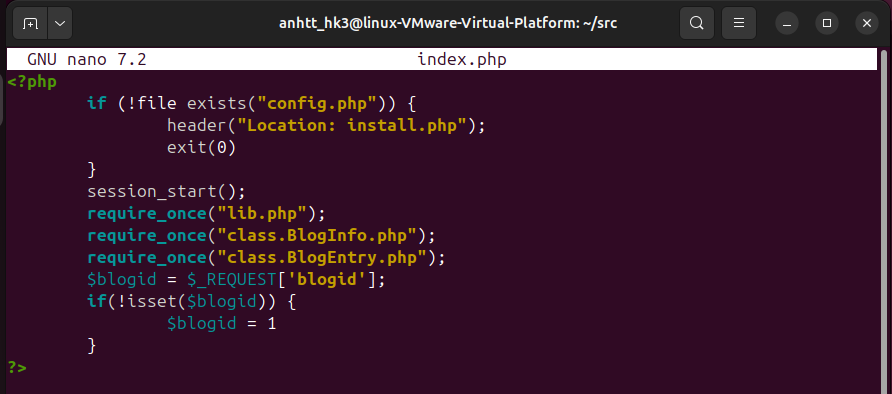 anhtt_hk3@linux-VMware-Virtual-Platform: ~/src
GNU nano 7.2 index.php
<?php
if (!file exists("config.php")) {
header("Location: install.php");
exit(0)
}
session_start();
require_once("lib.php");
require_once("class.BlogInfo.php");
require_once("class.BlogEntry.php");
$blogid = $_REQUEST['blogid'];
if(!isset($blogid)) {
$blogid = 1
}
?>